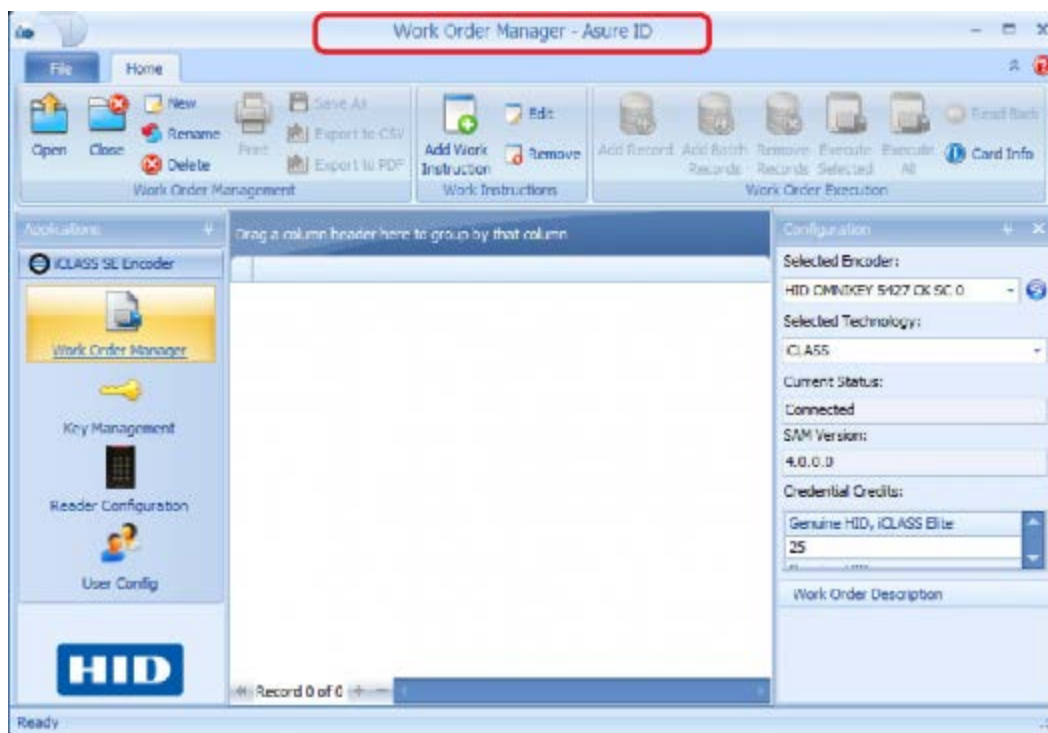 Work Order Manager - Asure ID
File Home
New
Rename
Delete
Open Close Print
Save As
Export to CSV
Export to PDF
Work Order Management
Add Work Instruction
Edit
Remove
Work Instructions
Add Record Add Batch Records Remove Records Execute Selected Execute All
Read Back
Card Info
Work Order Execution
Applications
iCLASS SE Encoder
Work Order Manager
Key Management
Reader Configuration
User Config
HID
Drag a column header here to group by that column
Record 0 of 0
Configuration
Selected Encoder:
HID OMNIKEY 5427 CK SC 0
Selected Technology:
iCLASS
Current Status:
Connected
SAM Version:
4.0.0.0
Credential Credits:
Genuine HID, iCLASS Elite
25
Work Order Description
Ready